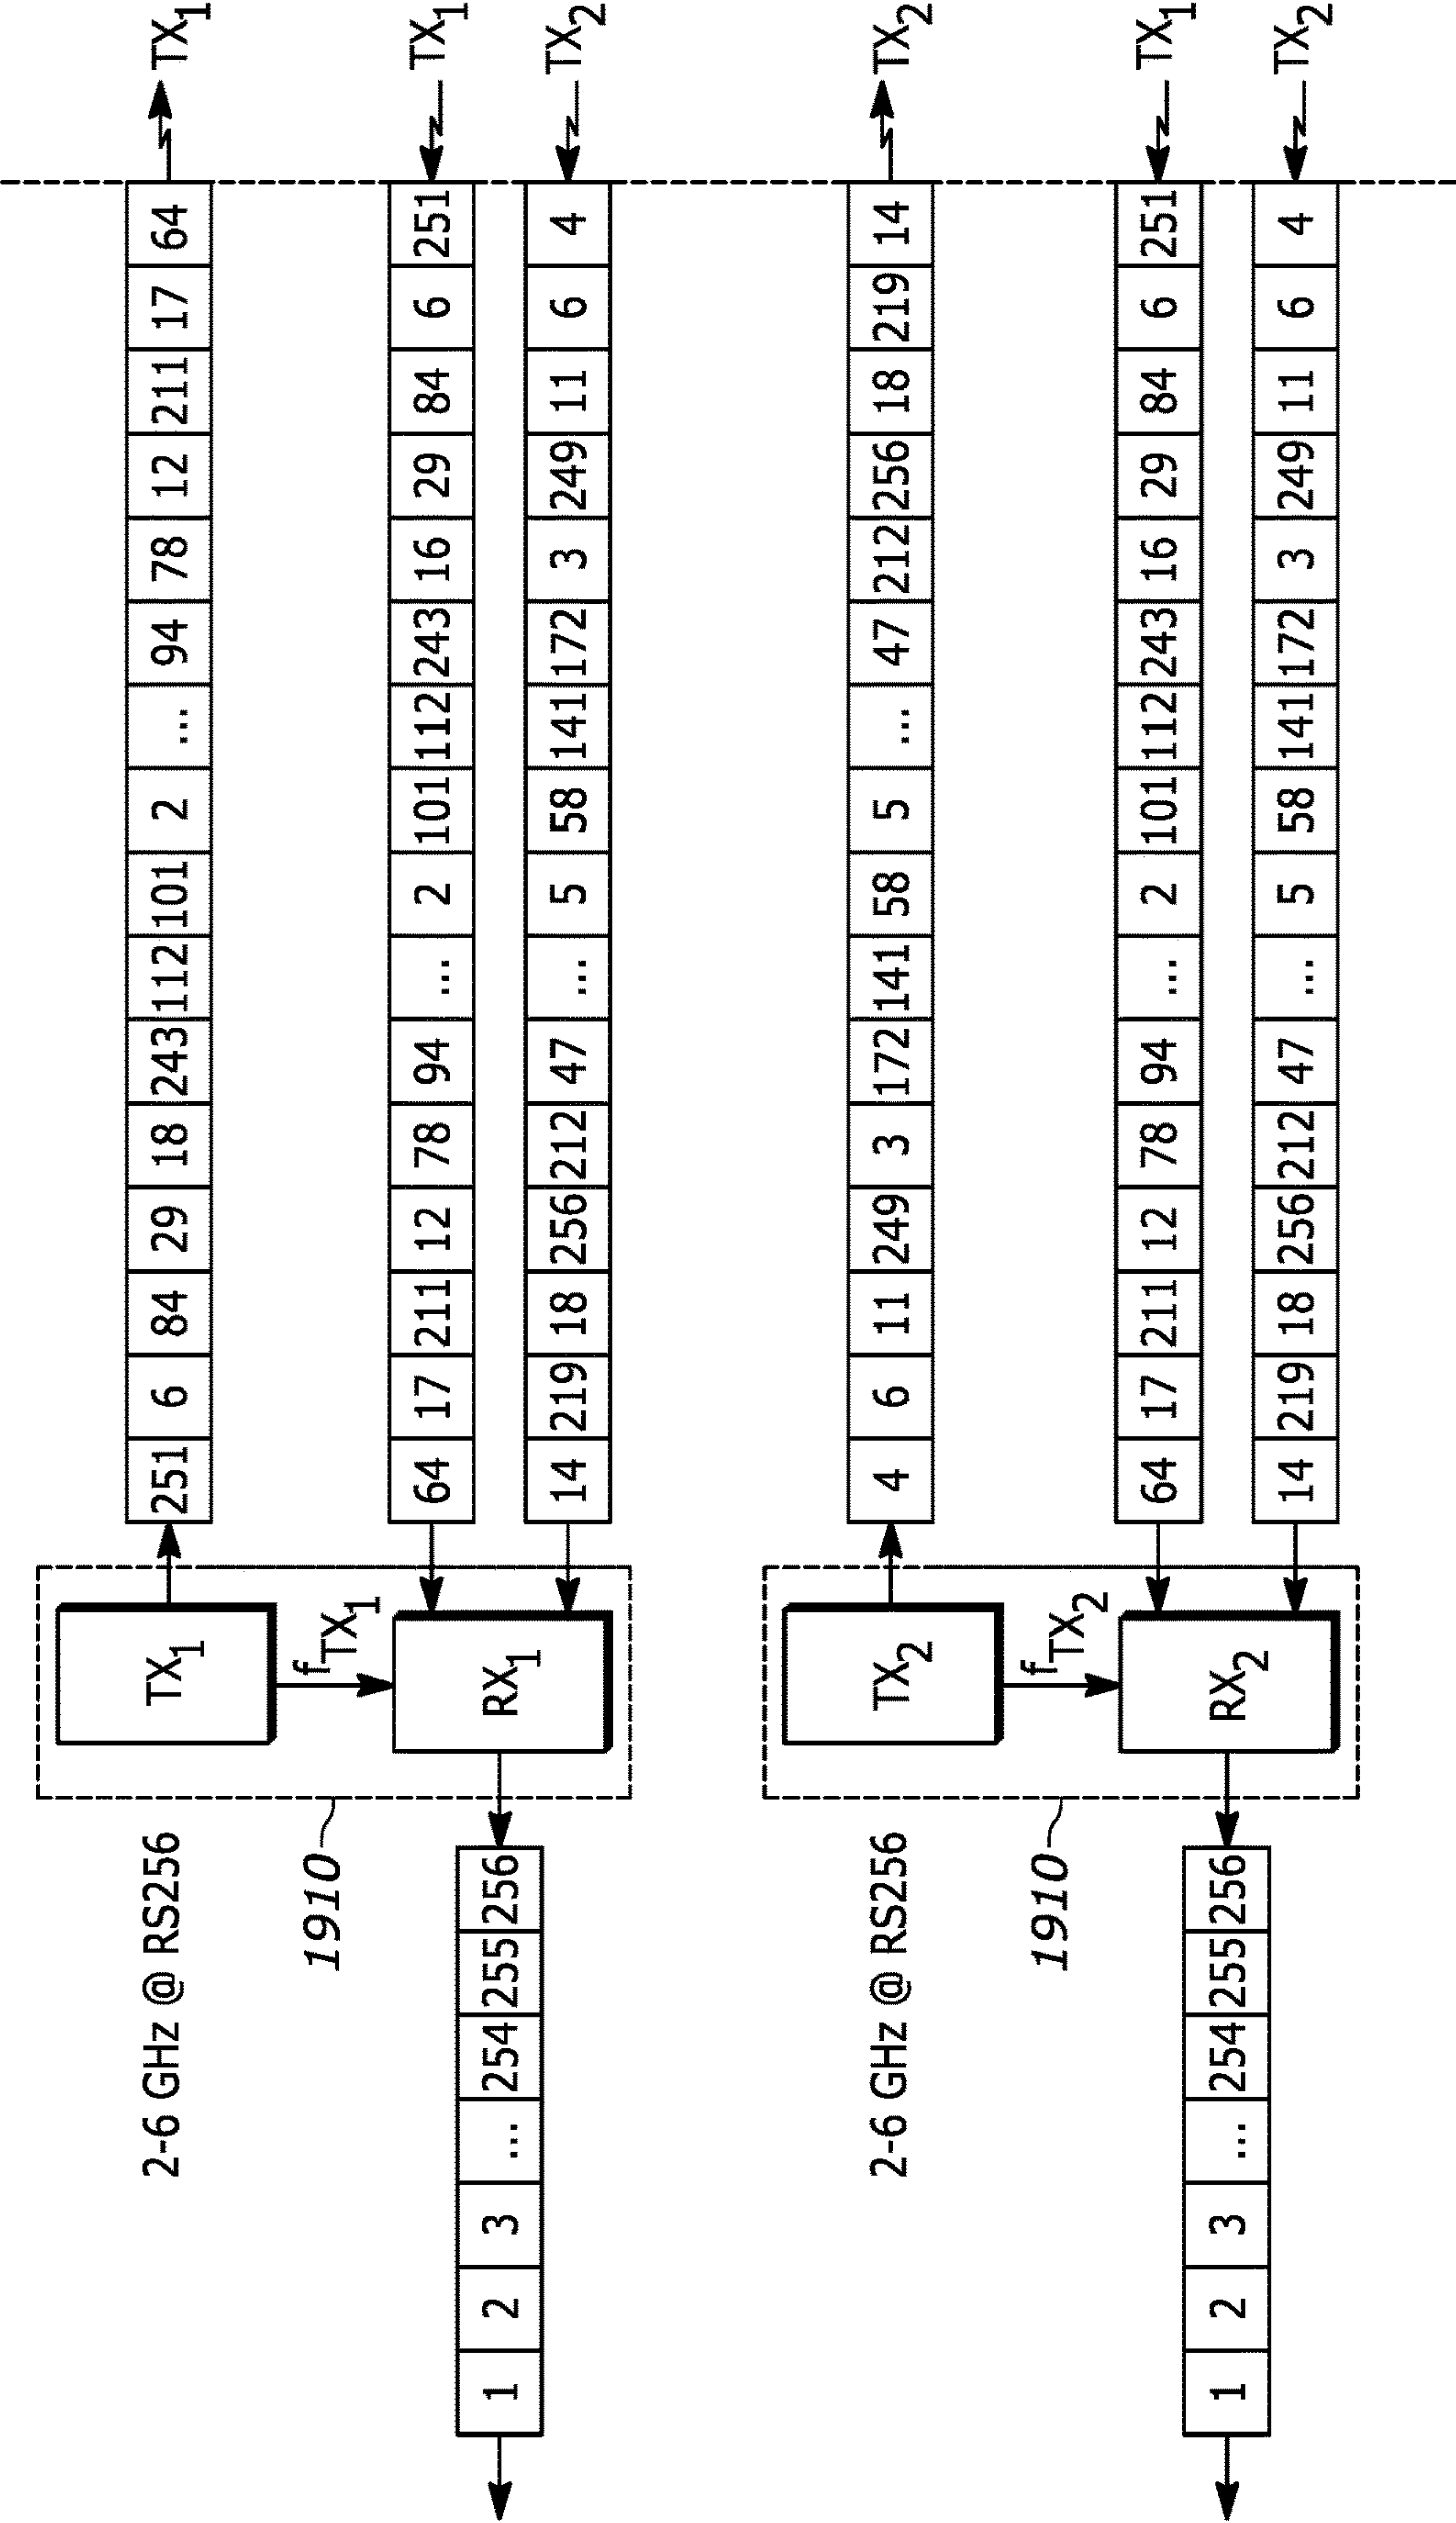 2-6 GHz @ RS256 TX1 251 6 84 29 18 243 112 101 2 ... 94 78 12 211 17 64 TX1
1910 fTX1
64 17 211 12 78 94 ... 2 101 112 243 16 29 84 6 251 TX1
1 2 3 ... 254 255 256 RX1
14 219 18 256 212 47 ... 5 58 141 172 3 249 11 6 4 TX2
2-6 GHz @ RS256 TX2 4 6 11 249 3 172 141 58 5 ... 47 212 256 18 219 14 TX2
1910 fTX2
64 17 211 12 78 94 ... 2 101 112 243 16 29 84 6 251 TX1
1 2 3 ... 254 255 256 RX2
14 219 18 256 212 47 ... 5 58 141 172 3 249 11 6 4 TX2